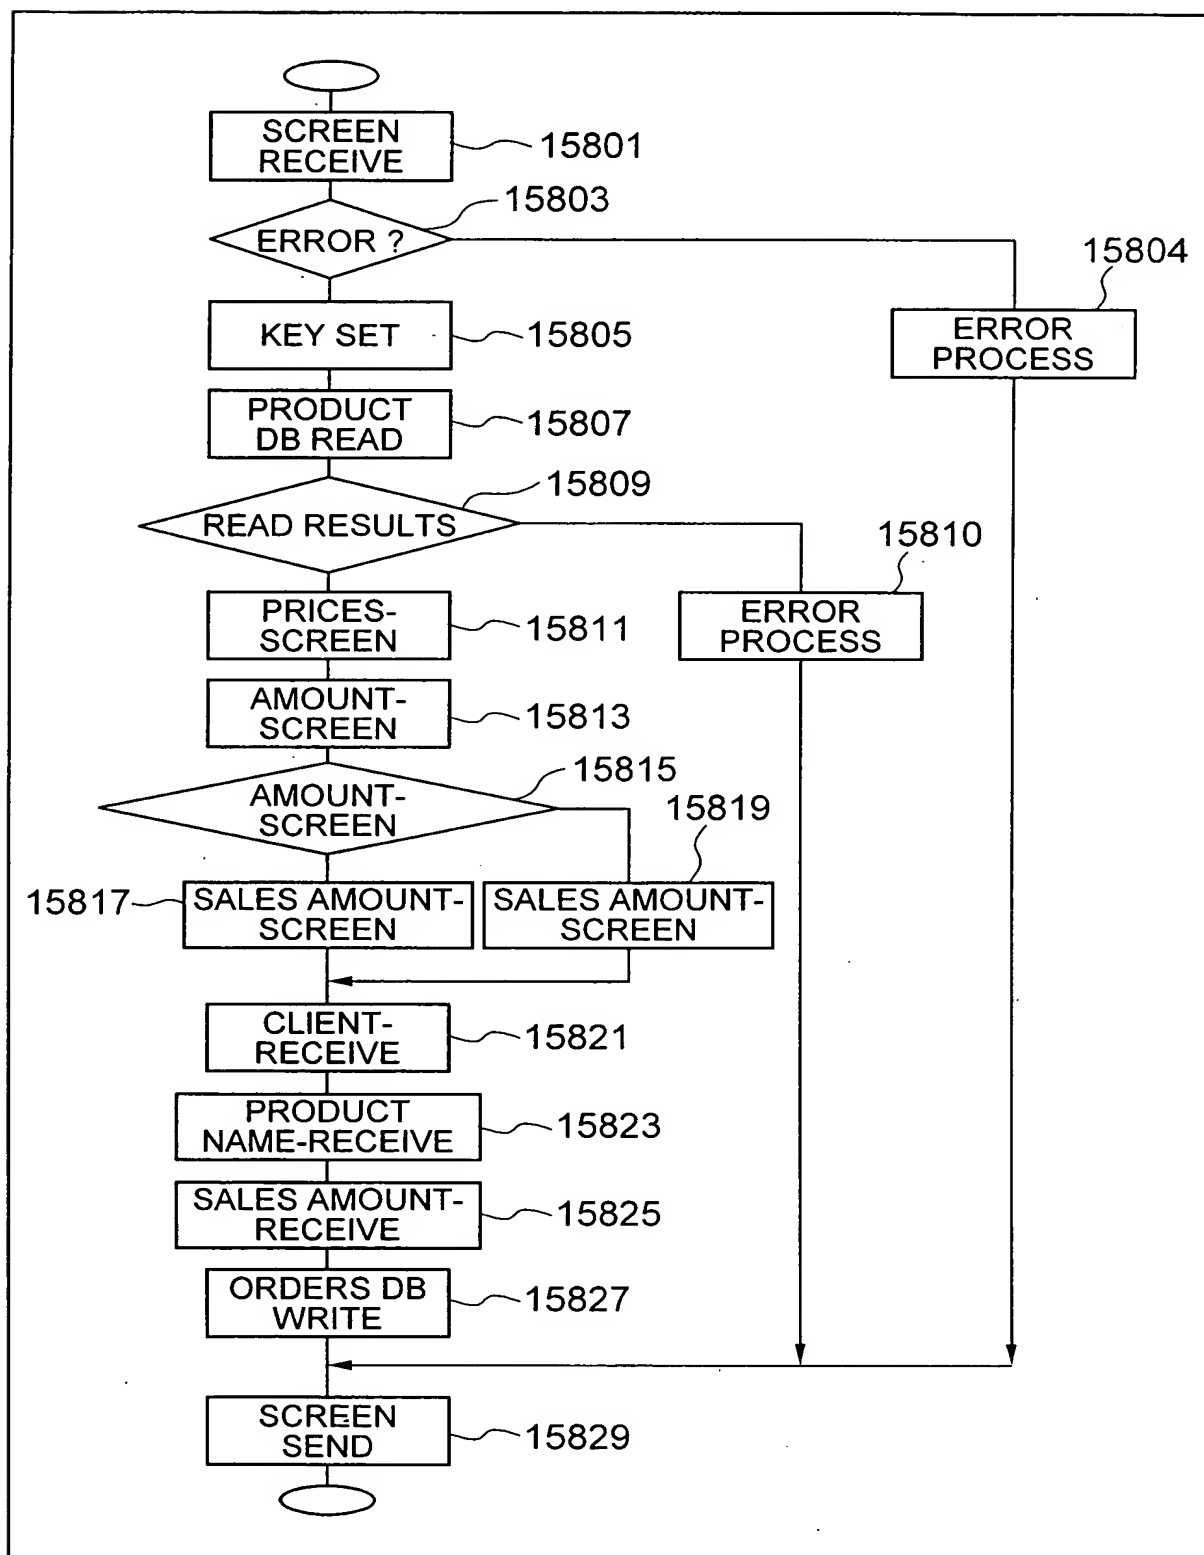 SCREEN
RECEIVE
15801
15803
ERROR ?
15804
ERROR
PROCESS
KEY SET
15805
PRODUCT
DB READ
15807
15809
READ RESULTS
15810
ERROR
PROCESS
PRICES-
SCREEN
15811
AMOUNT-
SCREEN
15813
15815
AMOUNT-
SCREEN
15819
15817
SALES AMOUNT-
SCREEN
SALES AMOUNT-
SCREEN
CLIENT-
RECEIVE
15821
PRODUCT
NAME-RECEIVE
15823
SALES AMOUNT-
RECEIVE
15825
ORDERS DB
WRITE
15827
SCREEN
SEND
15829